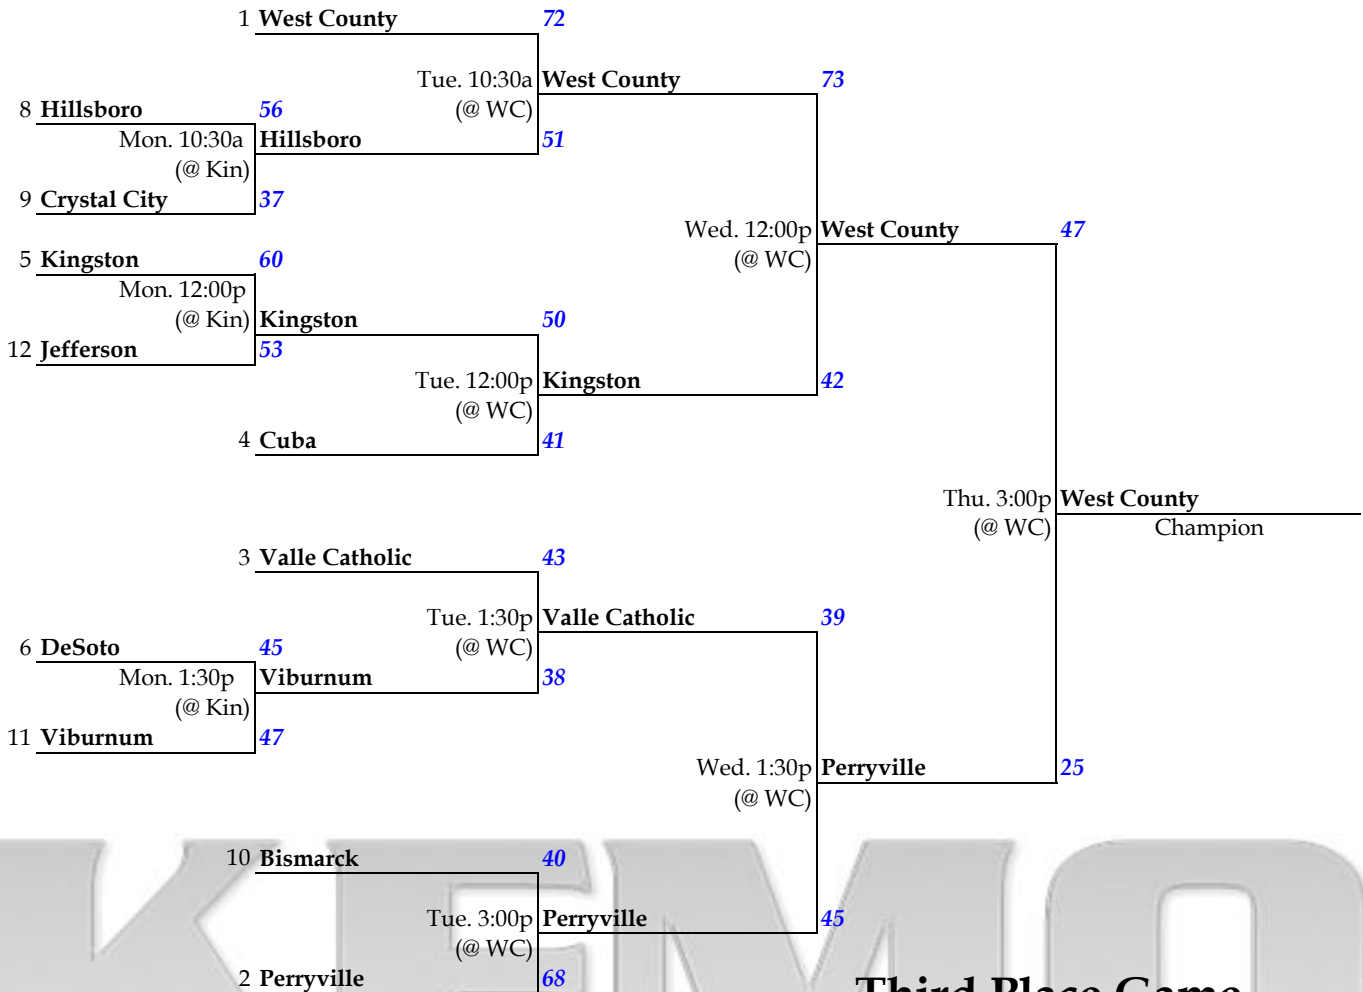 1 West County 72
Tue. 10:30a West County 73
8 Hillsboro 56 (@ WC)
Mon. 10:30a Hillsboro 51
(@ Kin)
9 Crystal City 37
Wed. 12:00p West County 47
5 Kingston 60 (@ WC)
Mon. 12:00p
(@ Kin) Kingston 50
12 Jefferson 53
Tue. 12:00p Kingston 42
(@ WC)
4 Cuba 41
Thu. 3:00p West County
(@ WC) Champion
3 Valle Catholic 43
Tue. 1:30p Valle Catholic 39
6 DeSoto 45 (@ WC)
Mon. 1:30p Viburnum 38
(@ Kin)
11 Viburnum 47
Wed. 1:30p Perryville 25
(@ WC)
10 Bismarck 40
Tue. 3:00p Perryville 45
(@ WC)
2 Perryville 68
Third Place Game
KFMO